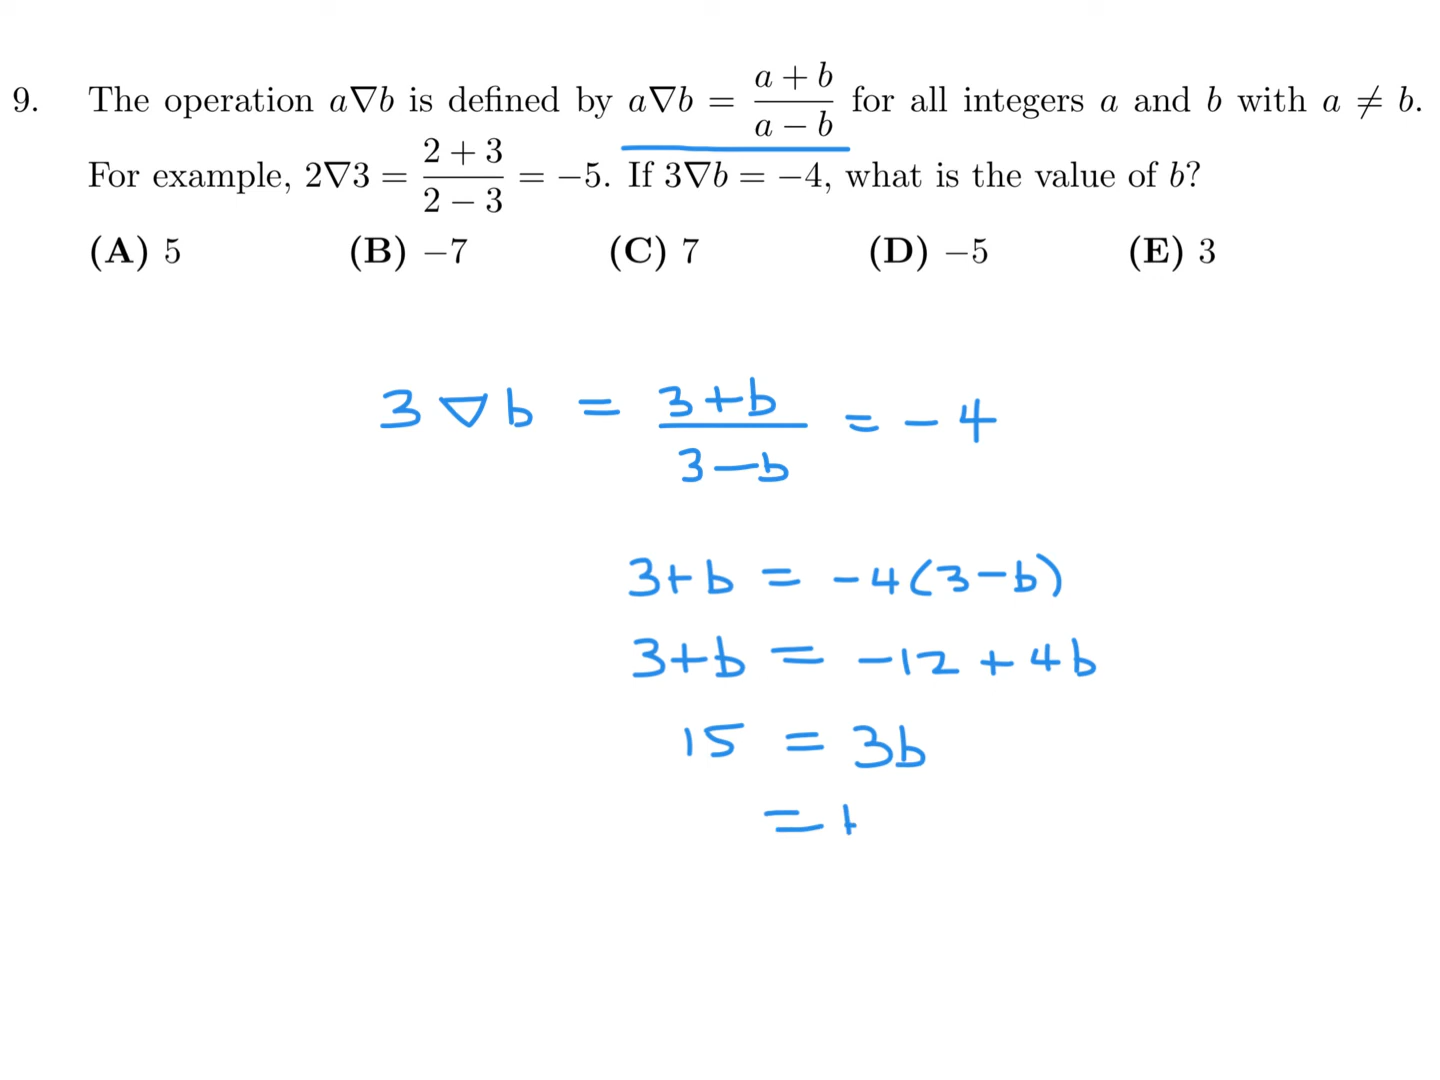 9. The operation a∇b is defined by a∇b = (a + b)/(a − b) for all integers a and b with a ≠ b.
For example, 2∇3 = (2 + 3)/(2 − 3) = −5. If 3∇b = −4, what is the value of b?
(A) 5 (B) −7 (C) 7 (D) −5 (E) 3
3 ∇ b = (3+b)/(3−b) = −4
3+b = −4(3−b)
3+b = −12 + 4b
15 = 3b
=